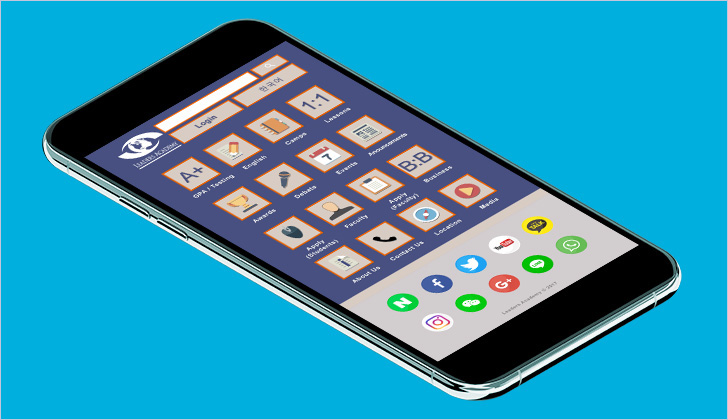 LEADERS ACADEMY
Login
한국어
A+
GPA / Testing
English
Camps
1:1
Lessons
Awards
Debate
7
Events
Announcements
Apply
(Students)
Faculty
Apply
(Faculty)
B:B
Business
About Us
Contact Us
Location
Media
N
f
YouTube
TALK
G+
LINE
Leaders Academy © 2017